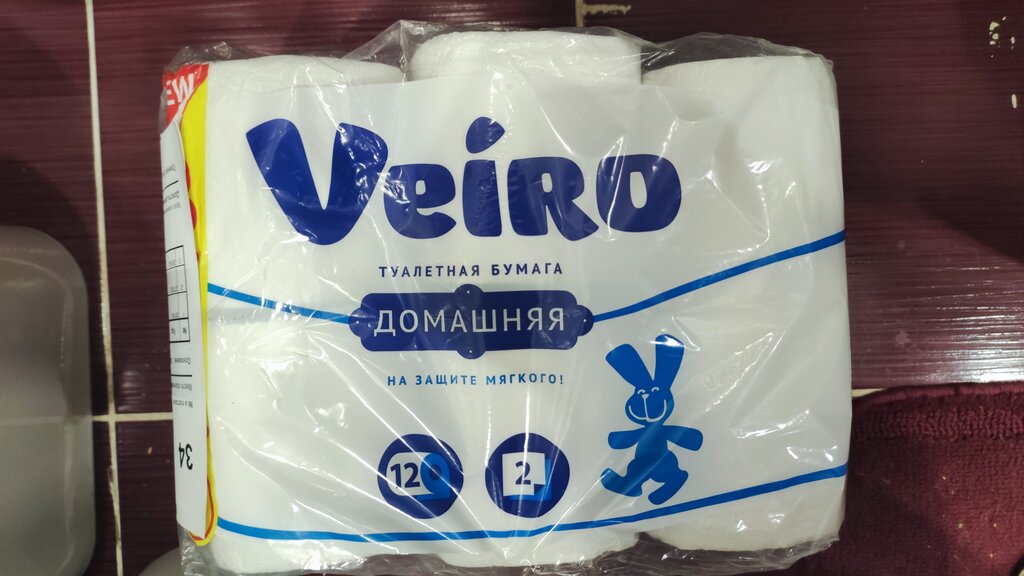 Veiro
ТУАЛЕТНАЯ БУМАГА
ДОМАШНЯЯ
НА ЗАЩИТЕ МЯГКОГО!
12
2
34